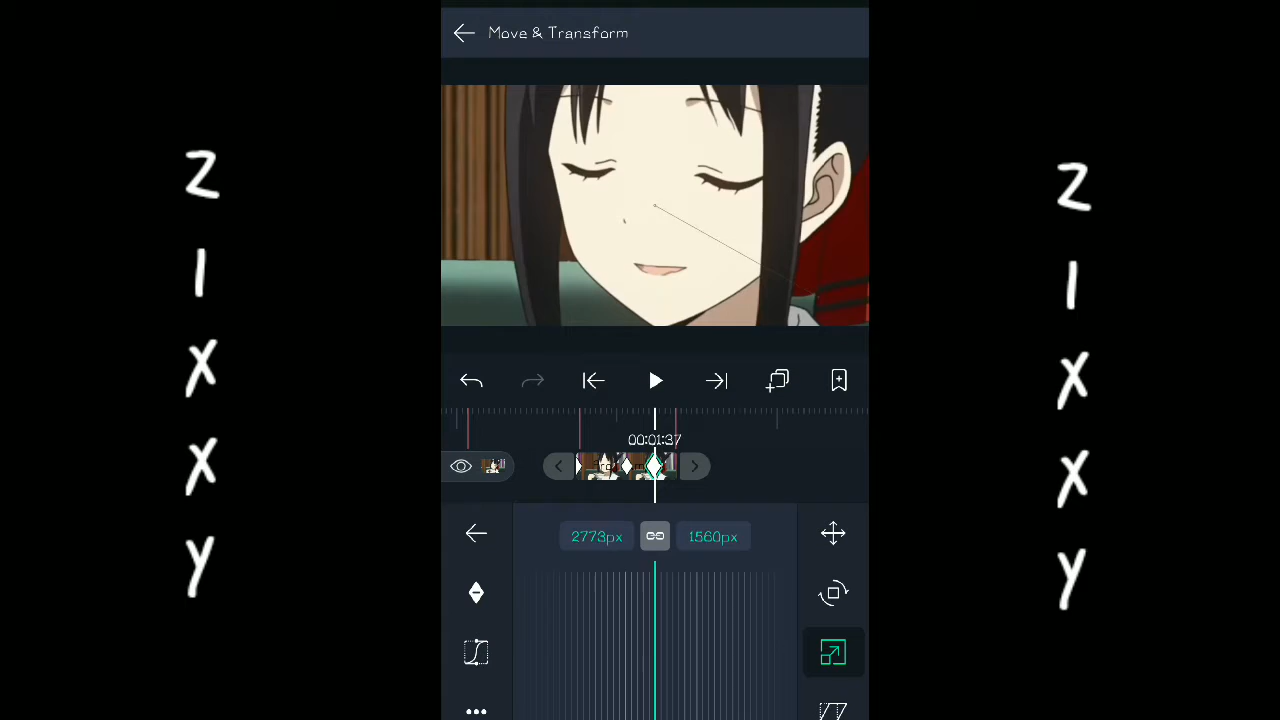 Move & Transform
z
1
x
x
y
z
1
x
x
y
00:01:37
2773px
1560px